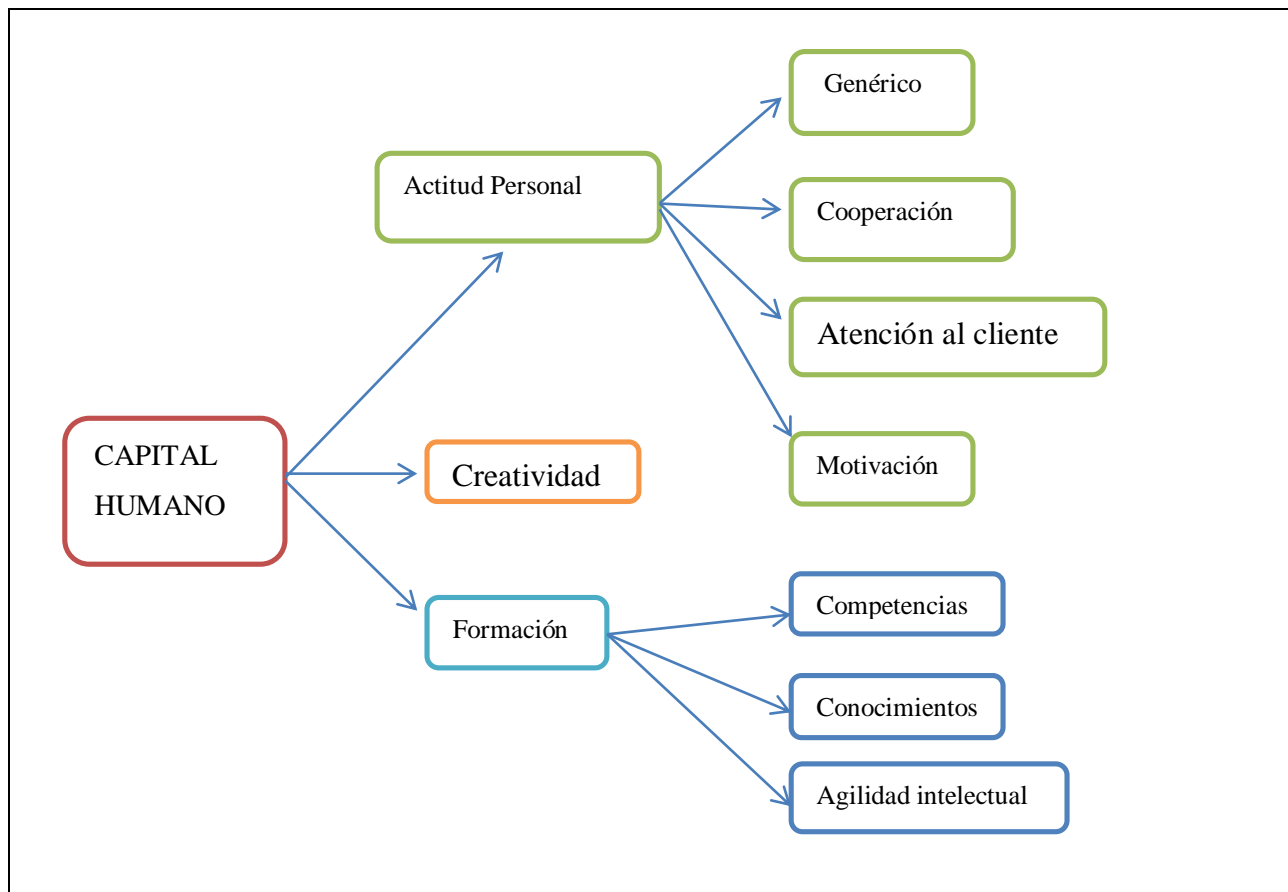 Genérico
Actitud Personal
Cooperación
Atención al cliente
CAPITAL
HUMANO
Creatividad
Motivación
Formación
Competencias
Conocimientos
Agilidad intelectual